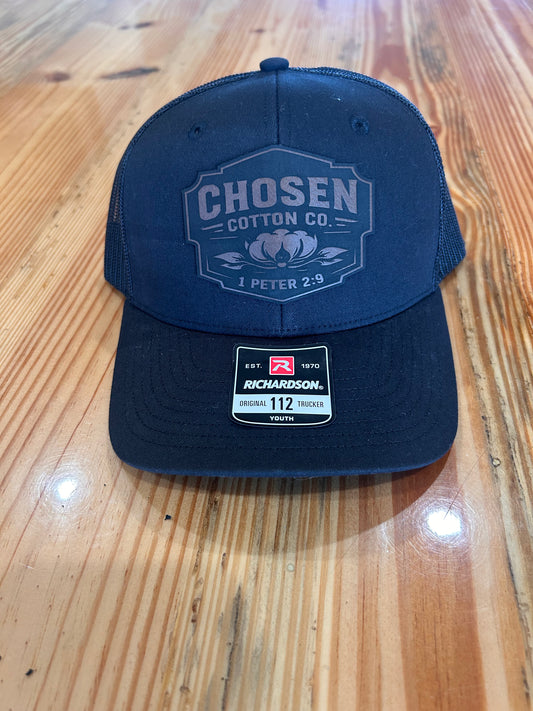 CHOSEN
COTTON CO.
1 PETER 2:9
EST. R 1970
RICHARDSON®
ORIGINAL 112 TRUCKER
YOUTH